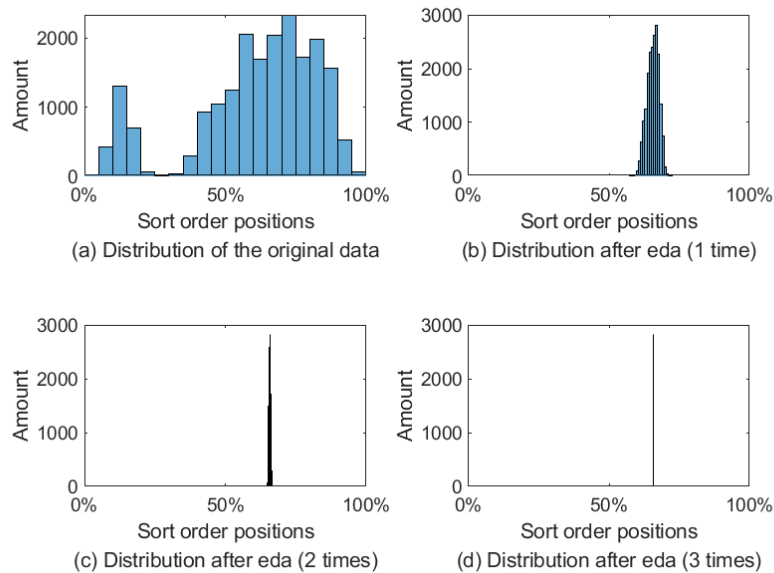 2000
1000
0
Amount
0%
50%
100%
Sort order positions
(a) Distribution of the original data
3000
2000
1000
0
Amount
0%
50%
100%
Sort order positions
(b) Distribution after eda (1 time)
3000
2000
1000
0
Amount
0%
50%
100%
Sort order positions
(c) Distribution after eda (2 times)
3000
2000
1000
0
Amount
0%
50%
100%
Sort order positions
(d) Distribution after eda (3 times)